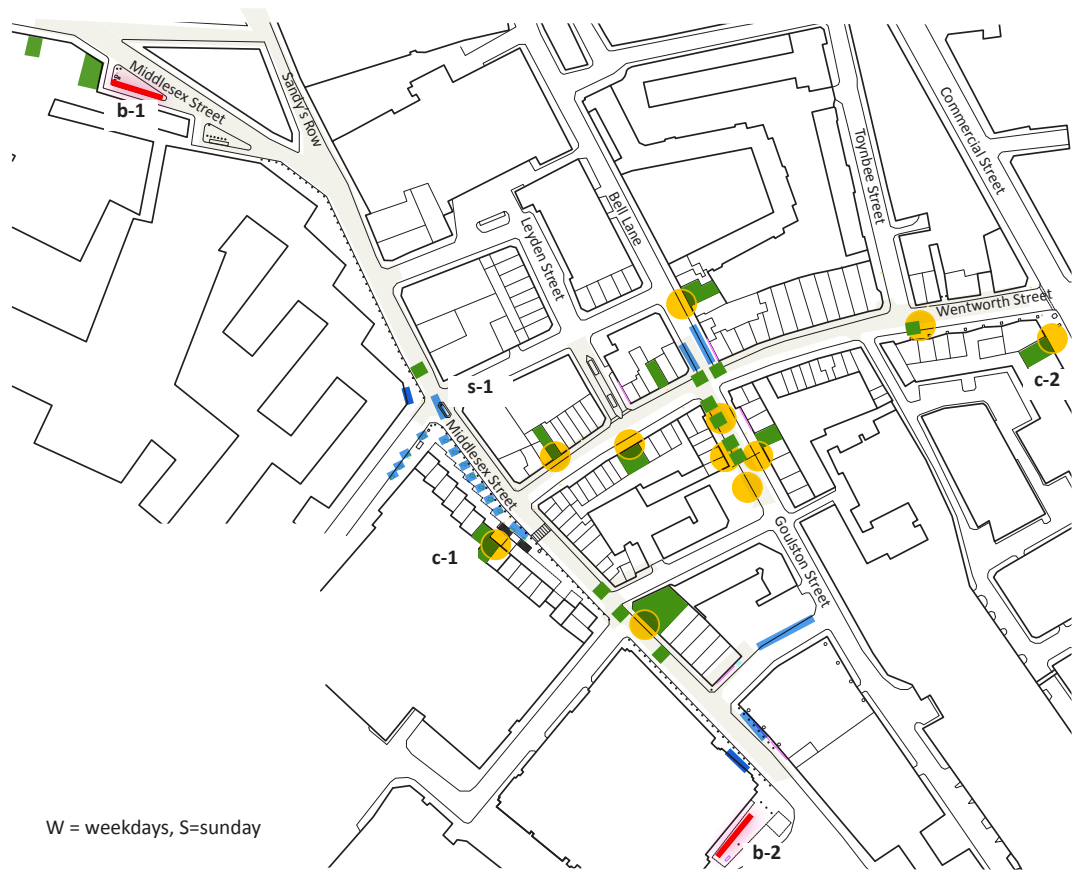 Middlesex Street
b-1
Sandy's Row
Commercial Street
Toynbee Street
Bell Lane
Leyden Street
Wentworth Street
c-2
s-1
Middlesex Street
c-1
Goulston Street
W = weekdays, S=sunday
b-2